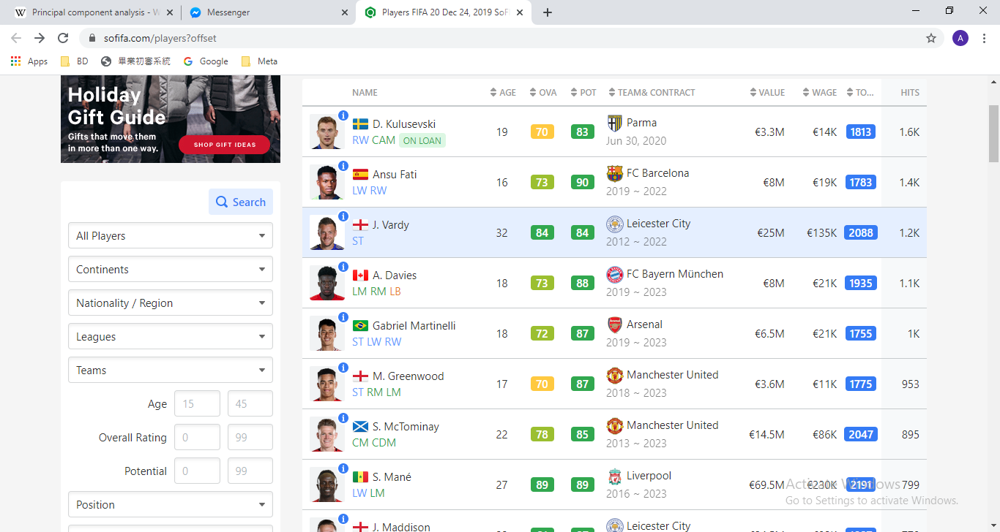 Principal component analysis - W
Messenger
Players FIFA 20 Dec 24, 2019 SoFI
sofifa.com/players?offset
A
Apps
BD
畢業初審系統
Google
Meta
Holiday
Gift Guide
Gifts that move them
in more than one way.
SHOP GIFT IDEAS
Search
All Players
Continents
Nationality / Region
Leagues
Teams
Age 15 45
Overall Rating 0 99
Potential 0 99
Position
NAME AGE OVA POT TEAM& CONTRACT VALUE WAGE TO... HITS
D. Kulusevski 19 70 83 Parma €3.3M €14K 1813 1.6K
RW CAM ON LOAN Jun 30, 2020
Ansu Fati 16 73 90 FC Barcelona €8M €19K 1783 1.4K
LW RW 2019 ~ 2022
J. Vardy 32 84 84 Leicester City €25M €135K 2088 1.2K
ST 2012 ~ 2022
A. Davies 18 73 88 FC Bayern München €8M €21K 1935 1.1K
LM RM LB 2019 ~ 2023
Gabriel Martinelli 18 72 87 Arsenal €6.5M €21K 1755 1K
ST LW RW 2019 ~ 2023
M. Greenwood 17 70 87 Manchester United €3.6M €11K 1775 953
ST RM LM 2018 ~ 2023
S. McTominay 22 78 85 Manchester United €14.5M €86K 2047 895
CM CDM 2013 ~ 2023
S. Mané 27 89 89 Liverpool €69.5M 2191 799
LW LM 2016 ~ 2023
J. Maddison Leicester City
Activate Windows
Go to Settings to activate Windows.